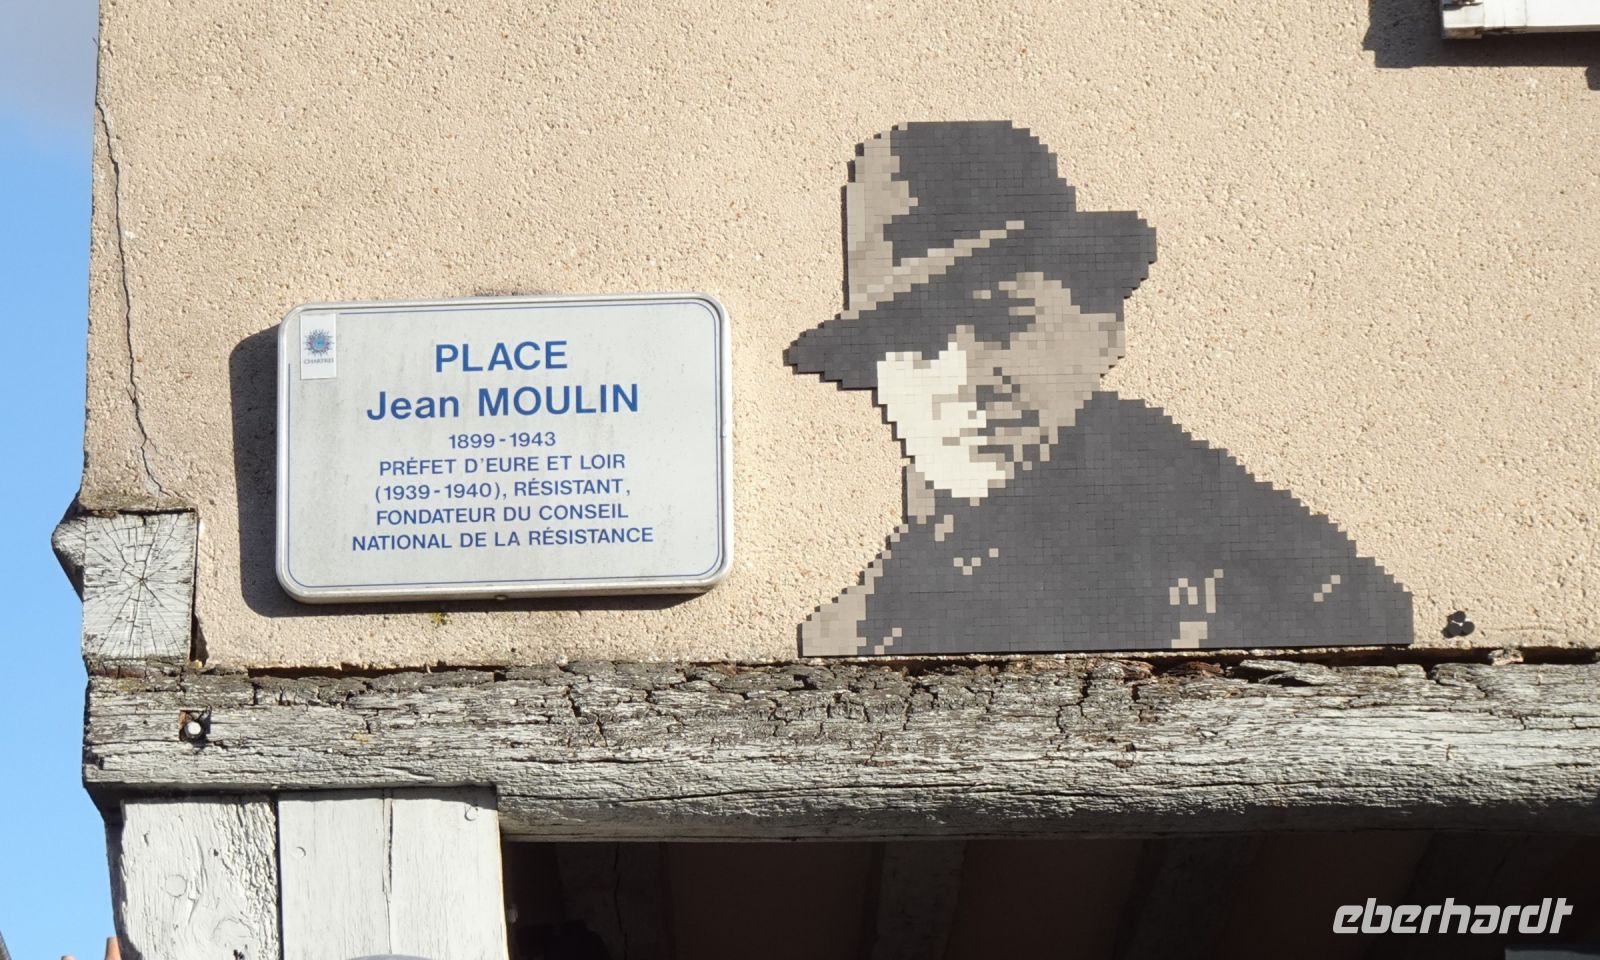 CHARTRES
PLACE
Jean MOULIN
1899-1943
PRÉFET D'EURE ET LOIR
(1939-1940), RÉSISTANT,
FONDATEUR DU CONSEIL
NATIONAL DE LA RÉSISTANCE
eberhardt